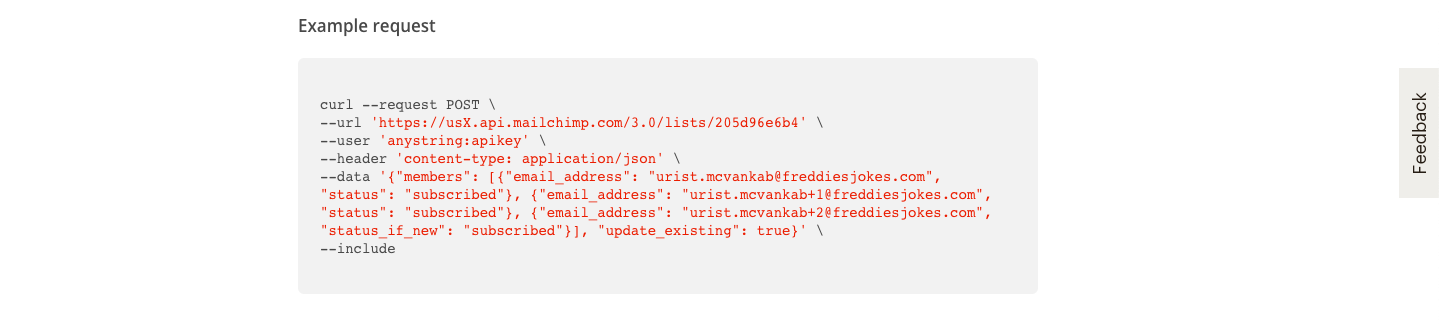 Example request
curl --request POST \
--url 'https://usX.api.mailchimp.com/3.0/lists/205d96e6b4' \
--user 'anystring:apikey' \
--header 'content-type: application/json' \
--data '{"members": [{"email_address": "urist.mcvankab@freddiesjokes.com",
"status": "subscribed"}, {"email_address": "urist.mcvankab+1@freddiesjokes.com",
"status": "subscribed"}, {"email_address": "urist.mcvankab+2@freddiesjokes.com",
"status_if_new": "subscribed"}], "update_existing": true}' \
--include
Feedback